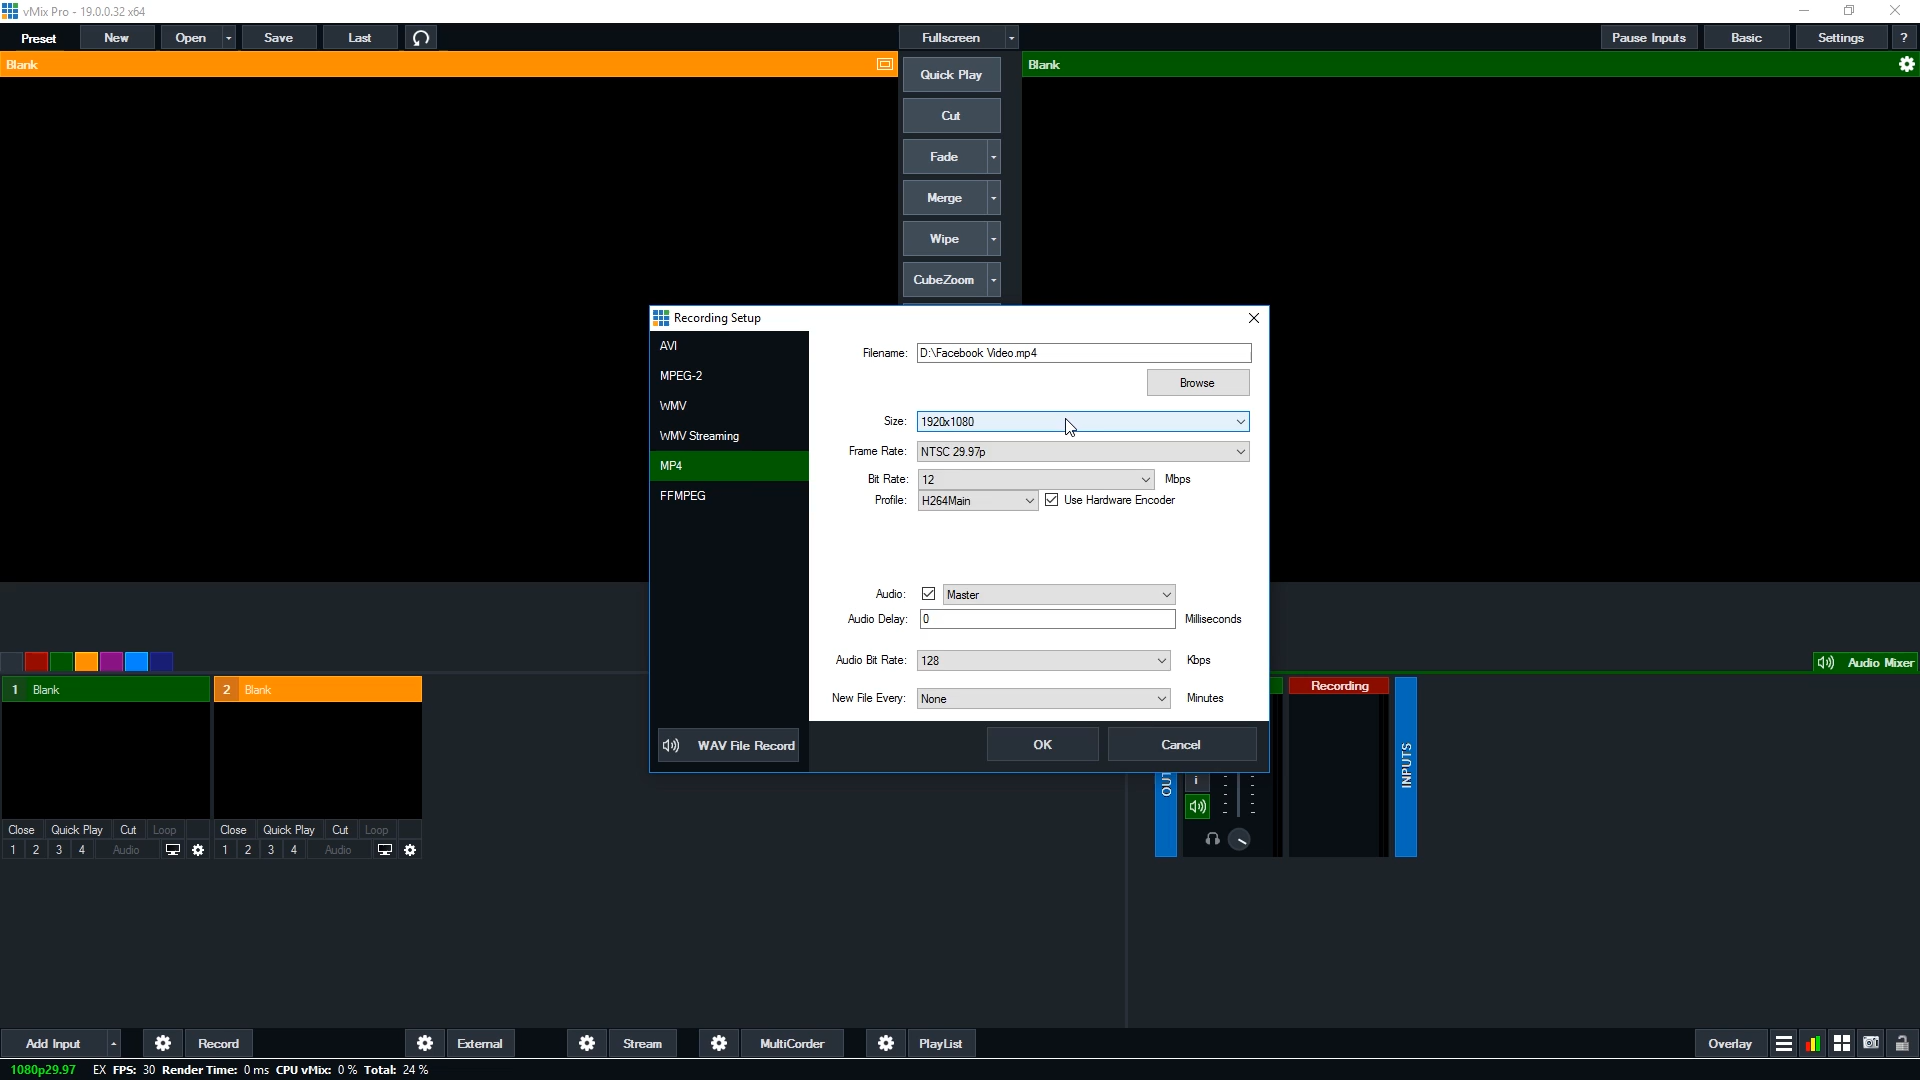 vMix Pro - 19.0.0.32 x64
Preset New Open Save Last Fullscreen Pause Inputs Basic Settings ?
Blank
Blank
Quick Play
Cut
Fade
Merge
Wipe
CubeZoom
Recording Setup
AVI
MPEG-2
WMV
WMV Streaming
MP4
FFMPEG
Filename: D:\Facebook Video.mp4
Browse
Size: 1920x1080
Frame Rate: NTSC 29.97p
Bit Rate: 12 Mbps
Profile: H264Main Use Hardware Encoder
Audio: Master
Audio Delay: 0 Milliseconds
Audio Bit Rate: 128 Kbps
New File Every: None Minutes
WAV File Record OK Cancel
Audio Mixer
1 Blank
2 Blank
Recording
INPUTS
OUT
i
Close Quick Play Cut Loop
1 2 3 4 Audio
Close Quick Play Cut Loop
1 2 3 4 Audio
Add Input Record External Stream MultiCorder PlayList Overlay
1080p29.97 EX FPS: 30 Render Time: 0 ms CPU vMix: 0 % Total: 24 %